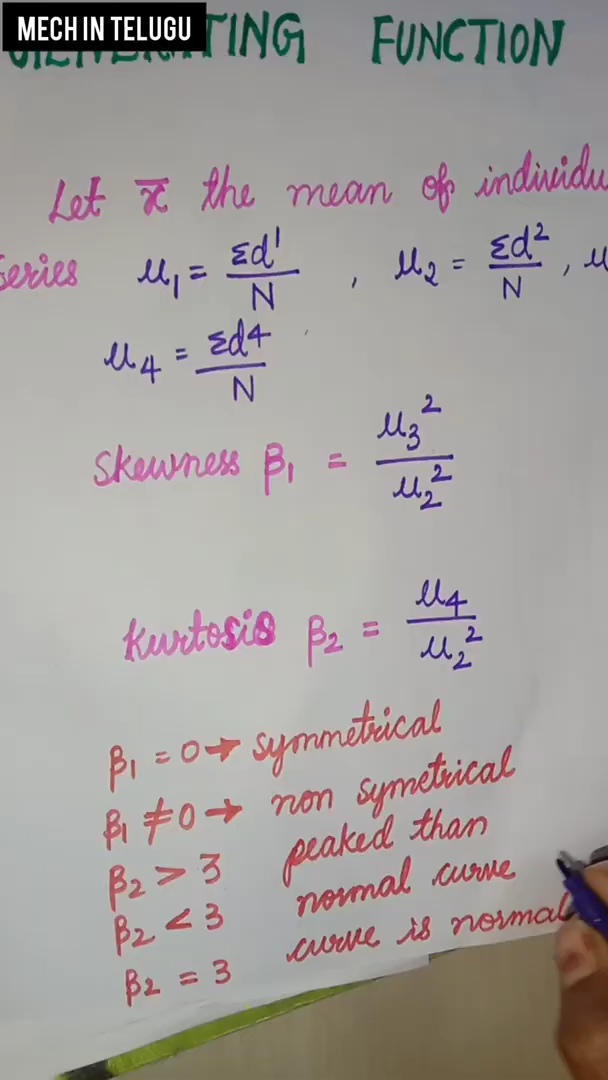 MECH IN TELUGU
GENERATING FUNCTION
Let x̄ the mean of individu
series μ₁ = Σd¹/N , μ₂ = Σd²/N , μ
μ₄ = Σd4/N
Skewness β₁ = μ₃²/μ₂²
Kurtosis β₂ = μ₄/μ₂²
β₁ = 0 → symmetrical
β₁ ≠ 0 → non symetrical
β₂ > 3 peaked than
β₂ < 3 normal curve
β₂ = 3 curve is normal